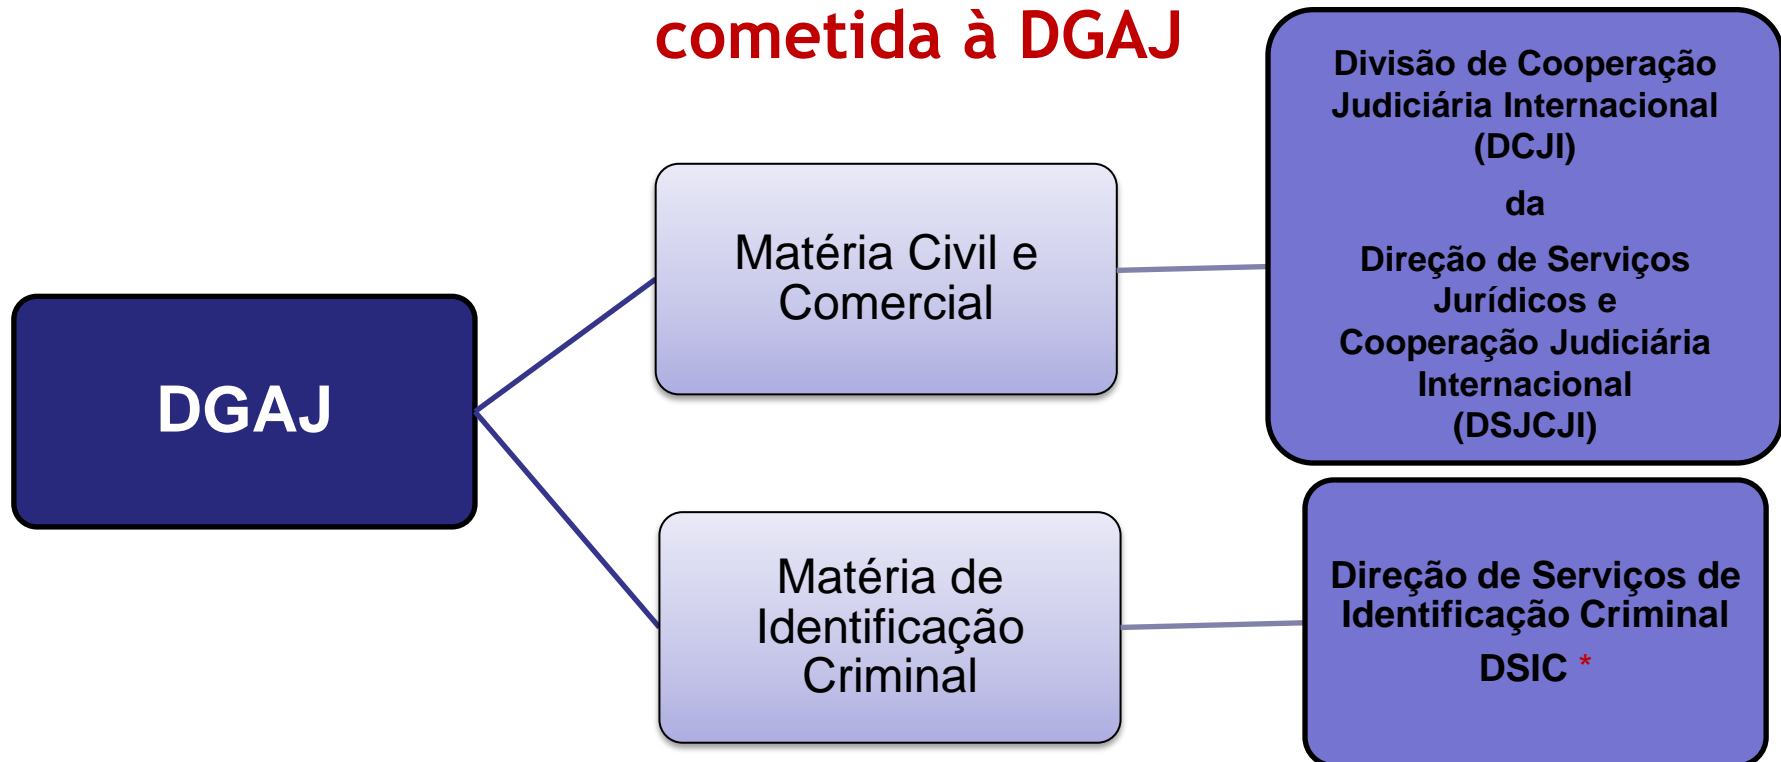 cometida à DGAJ
DGAJ
Matéria Civil e
Comercial
Divisão de Cooperação
Judiciária Internacional
(DCJI)
da
Direção de Serviços
Jurídicos e
Cooperação Judiciária
Internacional
(DSJCJI)
Matéria de
Identificação
Criminal
Direção de Serviços de
Identificação Criminal
DSIC *